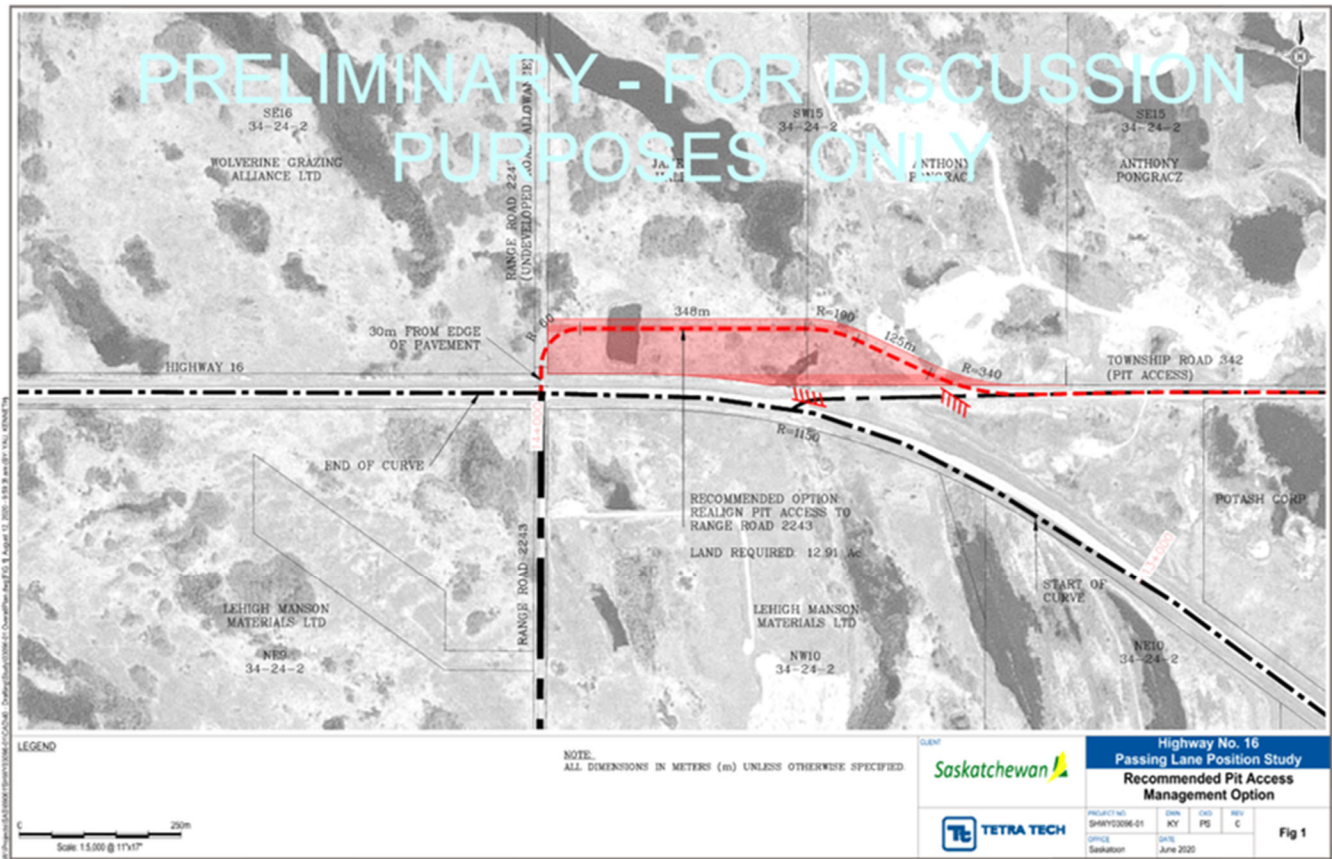 PRELIMINARY - FOR DISCUSSION
PURPOSES ONLY
SE16
34-24-2
WOLVERINE GRAZING
ALLIANCE LTD
RANGE ROAD 2243
(UNDEVELOPED ROAD ALLOWANCE)
SW15
34-24-2
ANTHONY
PONGRACZ
SE15
34-24-2
ANTHONY
PONGRACZ
30m FROM EDGE
OF PAVEMENT
R=60
348m
R=190
125m
R=340
TOWNSHIP ROAD 342
(PIT ACCESS)
HIGHWAY 16
END OF CURVE
R=1150
RECOMMENDED OPTION
REALIGN PIT ACCESS TO
RANGE ROAD 2243
LAND REQUIRED: 12.91 Ac
POTASH CORP
START OF
CURVE
RANGE ROAD 2243
LEHIGH MANSON
MATERIALS LTD
NE9
34-24-2
LEHIGH MANSON
MATERIALS LTD
NW10
34-24-2
NE10
34-24-2
LEGEND
0 250m
Scale: 1:5,000 @ 11"x17"
NOTE:
ALL DIMENSIONS IN METERS (m) UNLESS OTHERWISE SPECIFIED.
CLIENT
Saskatchewan
TETRA TECH
Highway No. 16
Passing Lane Position Study
Recommended Pit Access
Management Option
PROJECT NO. DWN CKD REV
SHWY03096-01 KY PS C
OFFICE DATE
Saskatoon June 2020
Fig 1